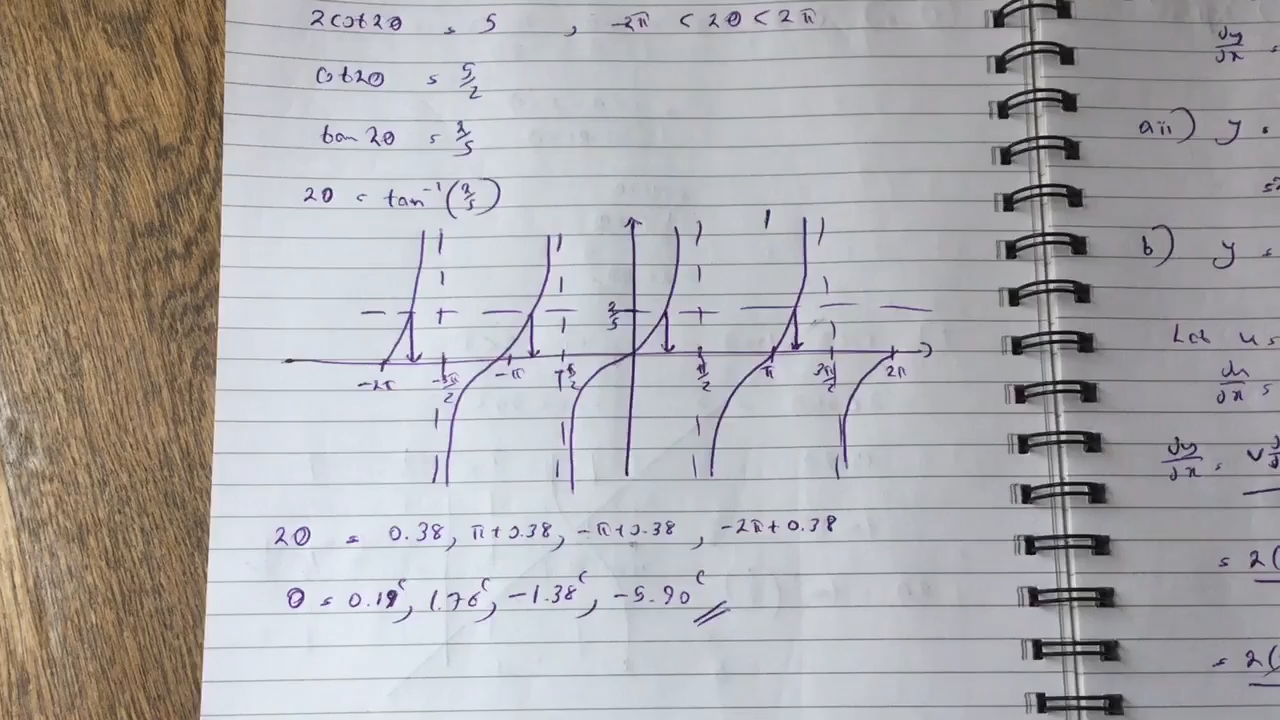 2cot2θ = 5 , -2π < 2θ < 2π
cot2θ = 5/2
tan 2θ = 2/5
2θ = tan⁻¹(2/5)
2/5
-2π -3π/2 -π -π/2 π/2 π 3π/2 2π
2θ = 0.38, π+0.38, -π+0.38, -2π+0.38
θ = 0.19ᶜ, 1.76ᶜ, -1.38ᶜ, -5.90ᶜ
dy/dx =
aii) y =
b) y =
Let u =
du/dx =
dy/dx = v
= 2(
= 2(